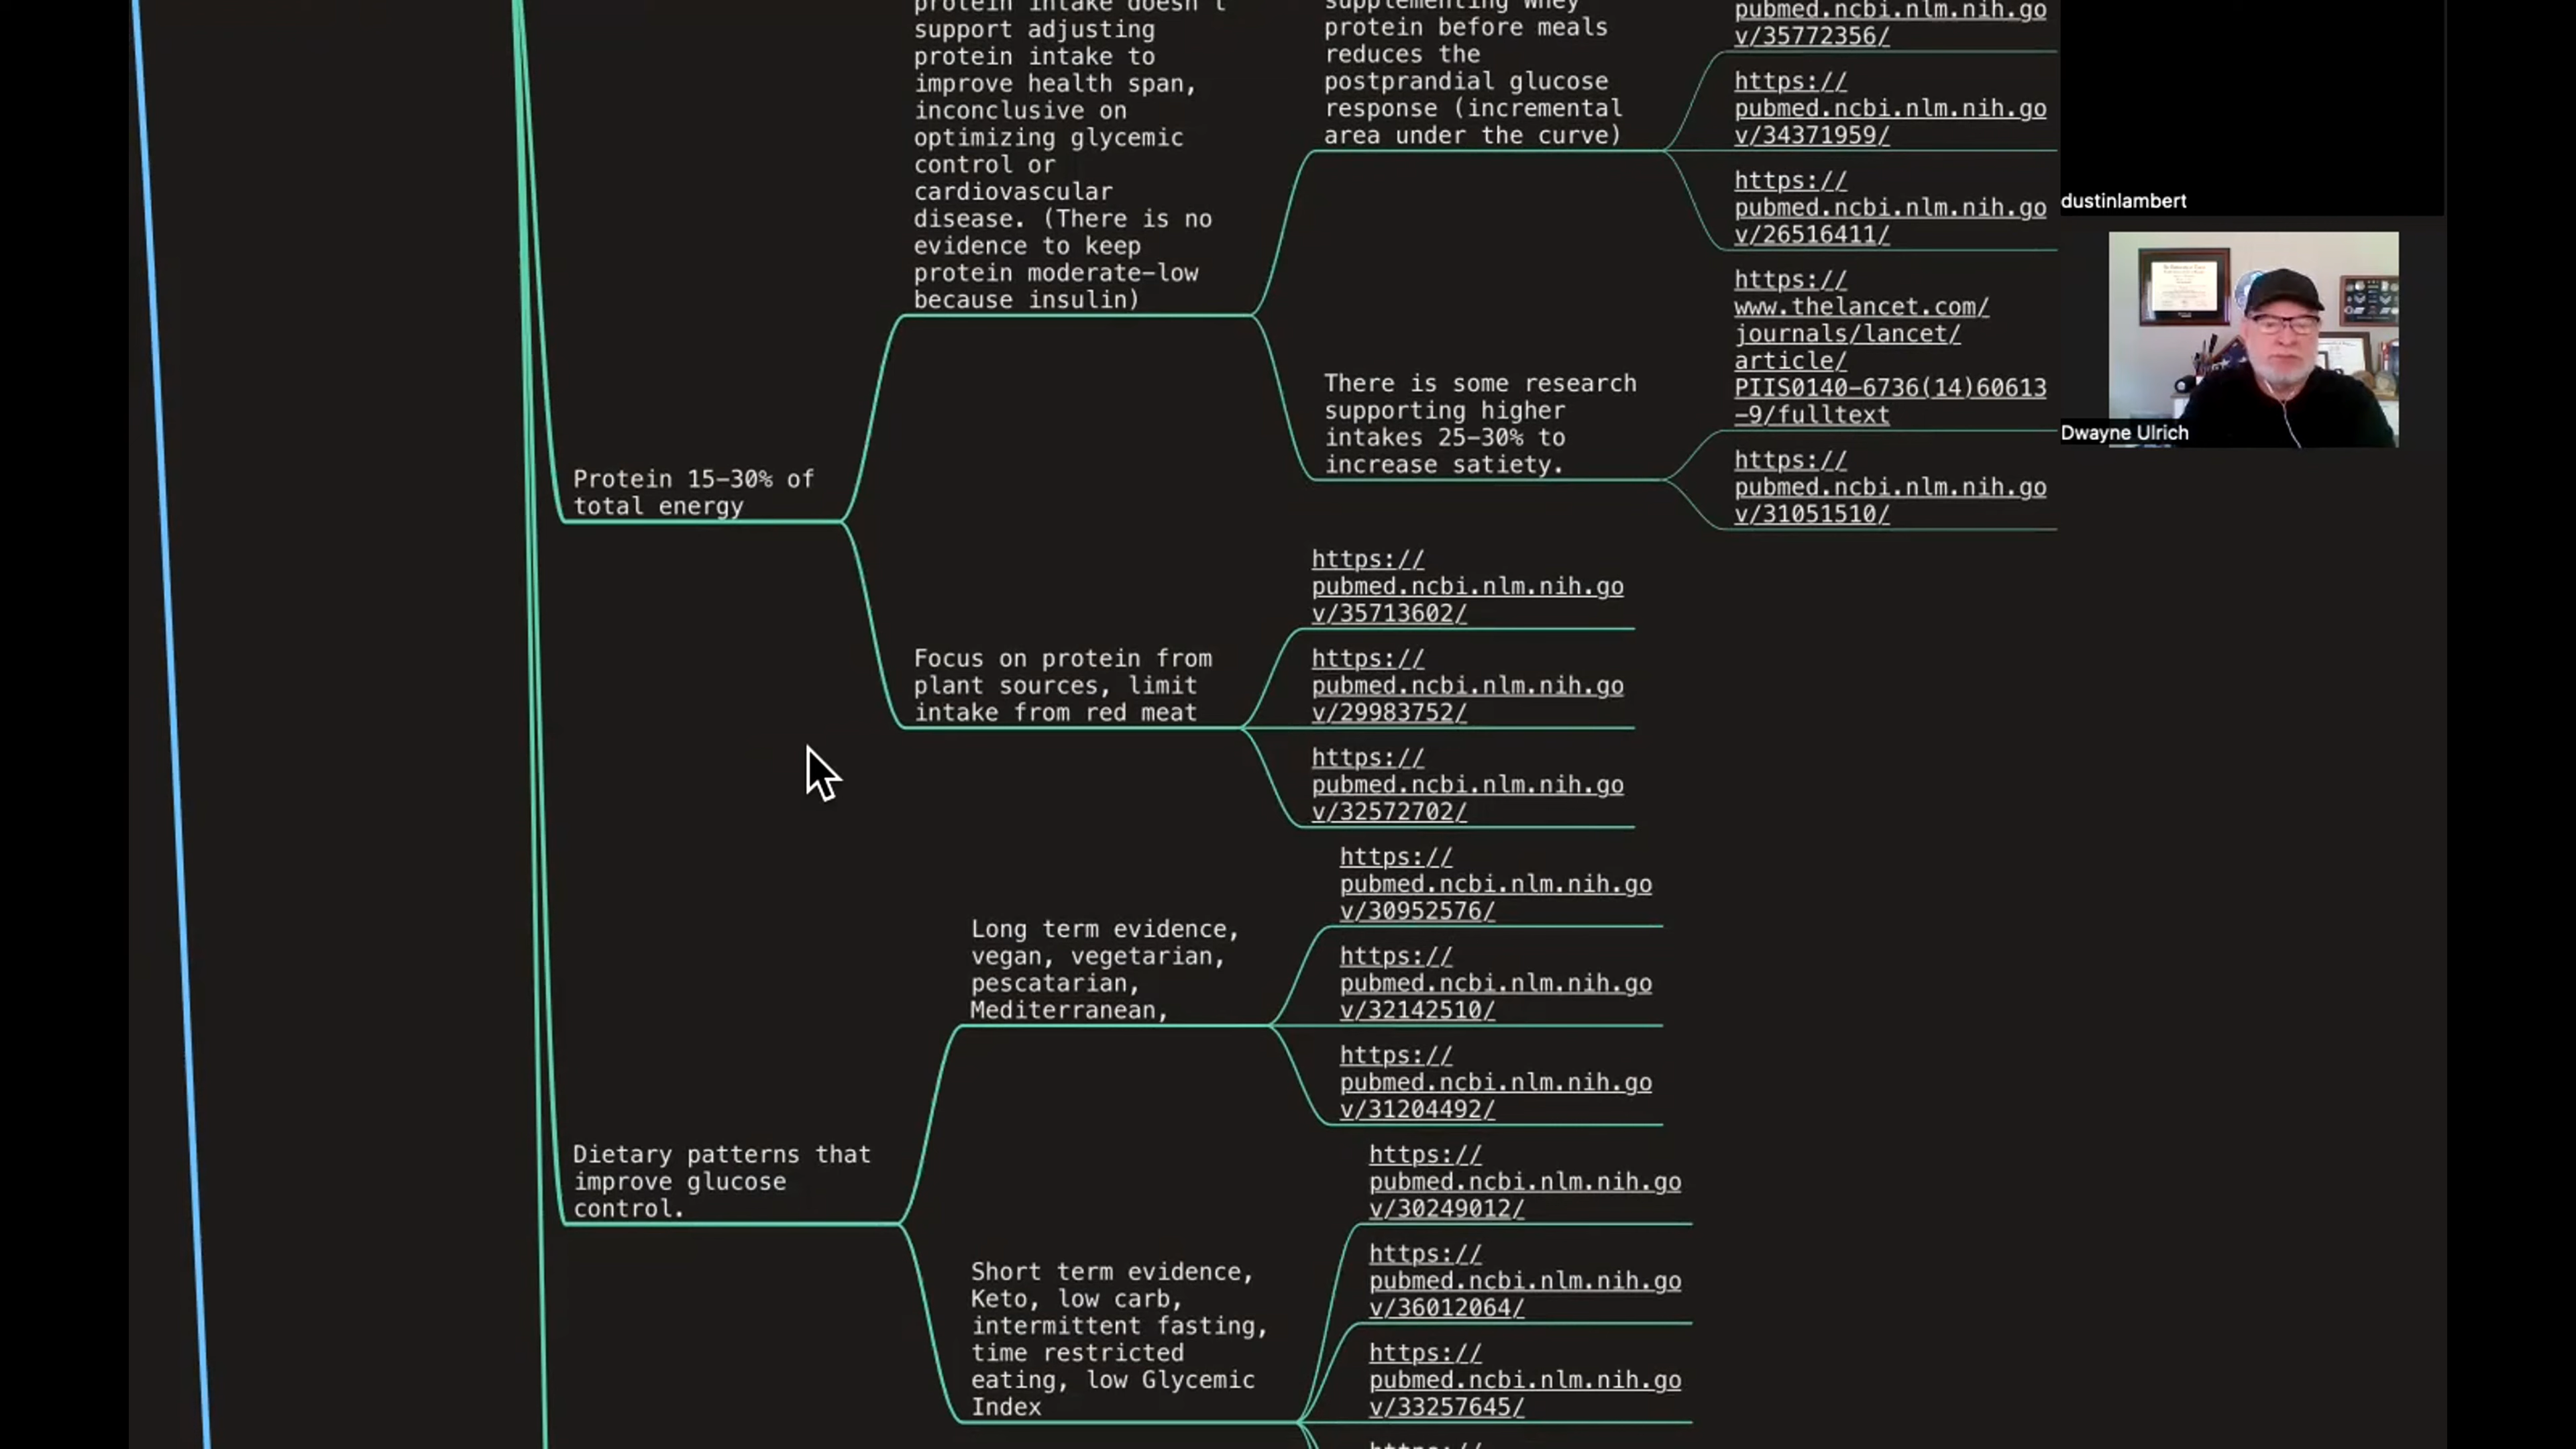 protein intake doesn't
support adjusting
protein intake to
improve health span,
inconclusive on
optimizing glycemic
control or
cardiovascular
disease. (There is no
evidence to keep
protein moderate-low
because insulin)
supplementing whey
protein before meals
reduces the
postprandial glucose
response (incremental
area under the curve)
pubmed.ncbi.nlm.nih.go
v/35772356/
https://
pubmed.ncbi.nlm.nih.go
v/34371959/
https://
pubmed.ncbi.nlm.nih.go
v/26516411/
dustinlambert
Dwayne Ulrich
There is some research
supporting higher
intakes 25-30% to
increase satiety.
https://
www.thelancet.com/
journals/lancet/
article/
PIIS0140-6736(14)60613
-9/fulltext
https://
pubmed.ncbi.nlm.nih.go
v/31051510/
Protein 15-30% of
total energy
Focus on protein from
plant sources, limit
intake from red meat
https://
pubmed.ncbi.nlm.nih.go
v/35713602/
https://
pubmed.ncbi.nlm.nih.go
v/29983752/
https://
pubmed.ncbi.nlm.nih.go
v/32572702/
Dietary patterns that
improve glucose
control.
Long term evidence,
vegan, vegetarian,
pescatarian,
Mediterranean,
https://
pubmed.ncbi.nlm.nih.go
v/30952576/
https://
pubmed.ncbi.nlm.nih.go
v/32142510/
https://
pubmed.ncbi.nlm.nih.go
v/31204492/
Short term evidence,
Keto, low carb,
intermittent fasting,
time restricted
eating, low Glycemic
Index
https://
pubmed.ncbi.nlm.nih.go
v/30249012/
https://
pubmed.ncbi.nlm.nih.go
v/36012064/
https://
pubmed.ncbi.nlm.nih.go
v/33257645/
https://